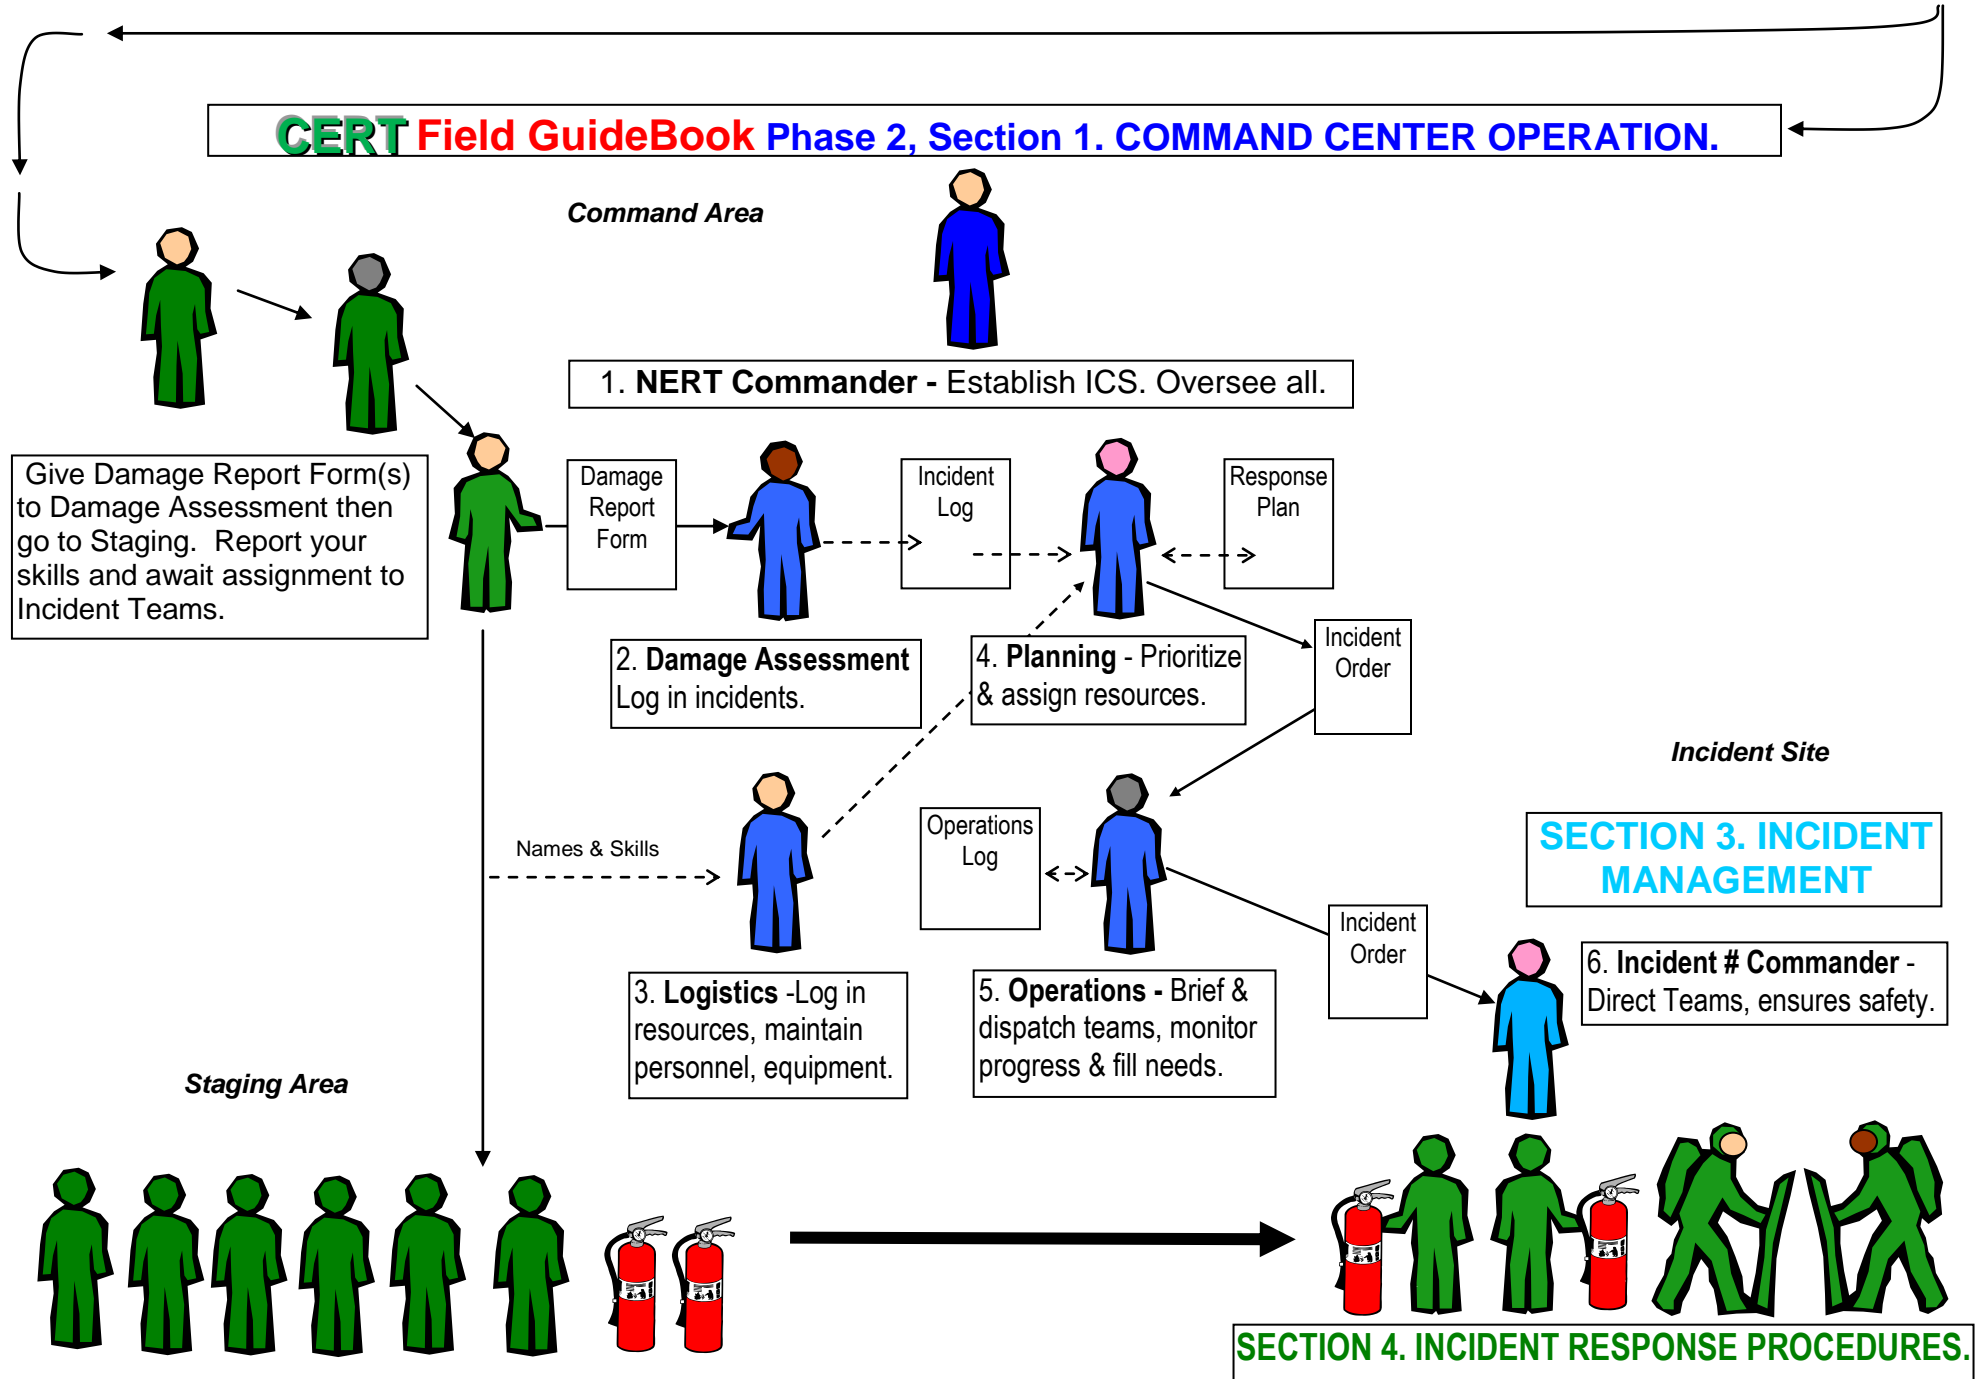 CERT Field GuideBook Phase 2, Section 1. COMMAND CENTER OPERATION.
Command Area
1. NERT Commander - Establish ICS. Oversee all.
Give Damage Report Form(s)
to Damage Assessment then
go to Staging.  Report your
skills and await assignment to
Incident Teams.
Damage
Report
Form
Incident
Log
Response
Plan
2. Damage Assessment
Log in incidents.
4. Planning - Prioritize
& assign resources.
Incident
Order
Incident Site
Names & Skills
Operations
Log
SECTION 3. INCIDENT
MANAGEMENT
Incident
Order
3. Logistics -Log in
resources, maintain
personnel, equipment.
5. Operations - Brief &
dispatch teams, monitor
progress & fill needs.
6. Incident # Commander -
Direct Teams, ensures safety.
Staging Area
SECTION 4. INCIDENT RESPONSE PROCEDURES.